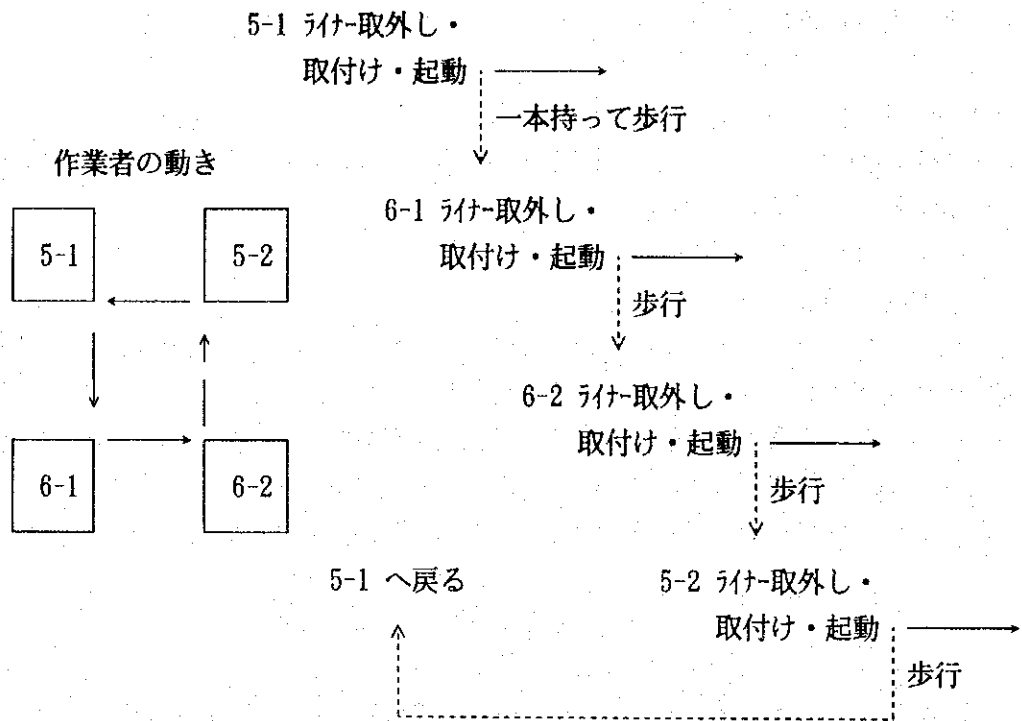 5-1 ﾗｲﾅｰ取外し・
取付け・起動
一本持って歩行
作業者の動き
5-1
5-2
6-1
6-2
6-1 ﾗｲﾅｰ取外し・
取付け・起動
歩行
6-2 ﾗｲﾅｰ取外し・
取付け・起動
歩行
5-1 へ戻る
5-2 ﾗｲﾅｰ取外し・
取付け・起動
歩行